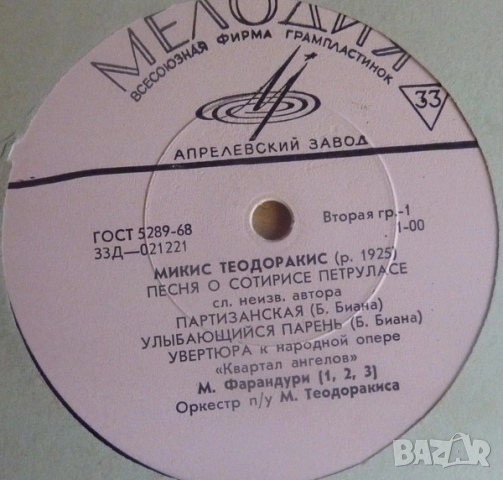 МЕЛОДИЯ
ВСЕСОЮЗНАЯ ФИРМА ГРАМПЛАСТИНОК
33
АПРЕЛЕВСКИЙ ЗАВОД
ГОСТ 5289-68
33Д—021221
Вторая гр.-1
1-00
МИКИС ТЕОДОРАКИС (р. 1925)
ПЕСНЯ О СОТИРИСЕ ПЕТРУЛАСЕ
сл. неизв. автора
ПАРТИЗАНСКАЯ (Б. Биана)
УЛЫБАЮЩИЙСЯ ПАРЕНЬ (Б. Биана)
УВЕРТЮРА к народной опере
«Квартал ангелов»
М. Фарандури [1, 2, 3]
Оркестр п/у М. Теодоракиса
BAZAR